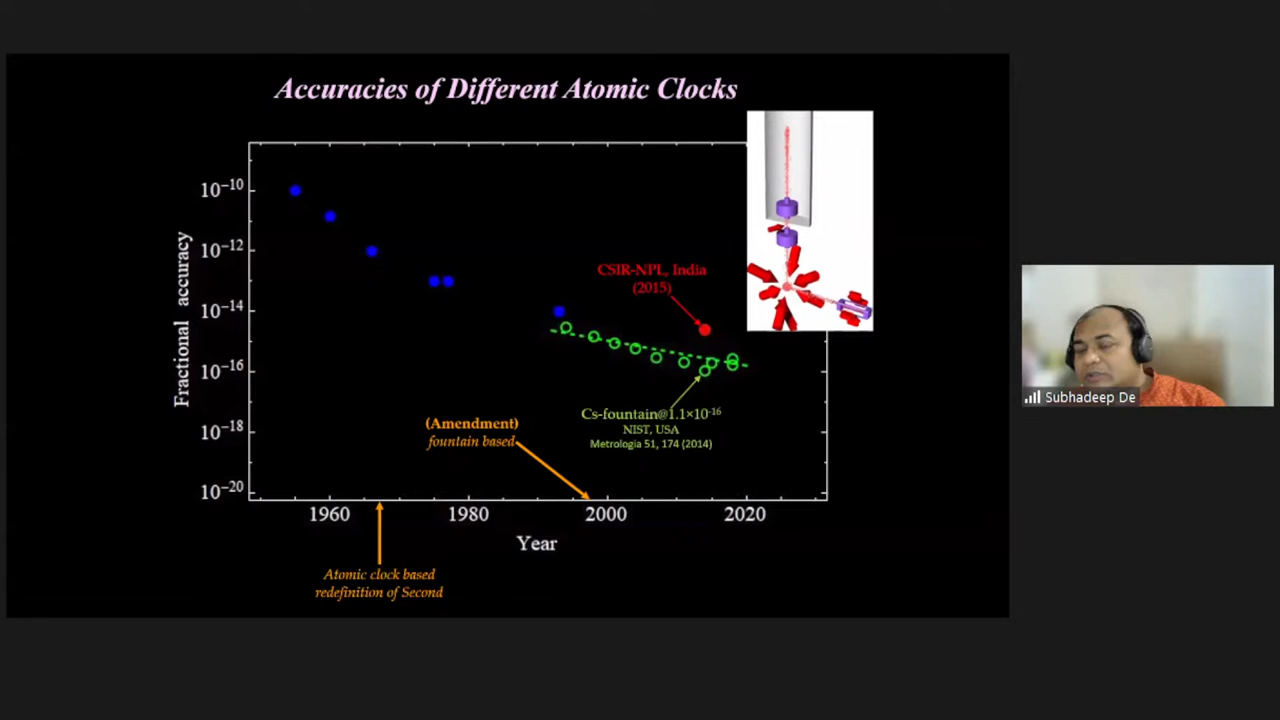 Accuracies of Different Atomic Clocks
Fractional accuracy
10-10
10-12
10-14
10-16
10-18
10-20
CSIR-NPL, India
(2015)
Cs-fountain@1.1×10-16
NIST, USA
Metrologia 51, 174 (2014)
(Amendment)
fountain based
1960
1980
2000
2020
Year
Atomic clock based
redefinition of Second
Subhadeep De